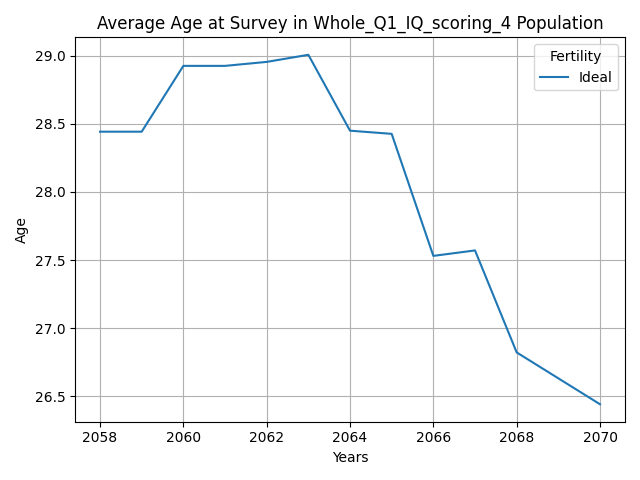 Average Age at Survey in Whole_Q1_IQ_scoring_4 Population
29.0
28.5
28.0
27.5
27.0
26.5
Age
Fertility
Ideal
2058 2060 2062 2064 2066 2068 2070
Years